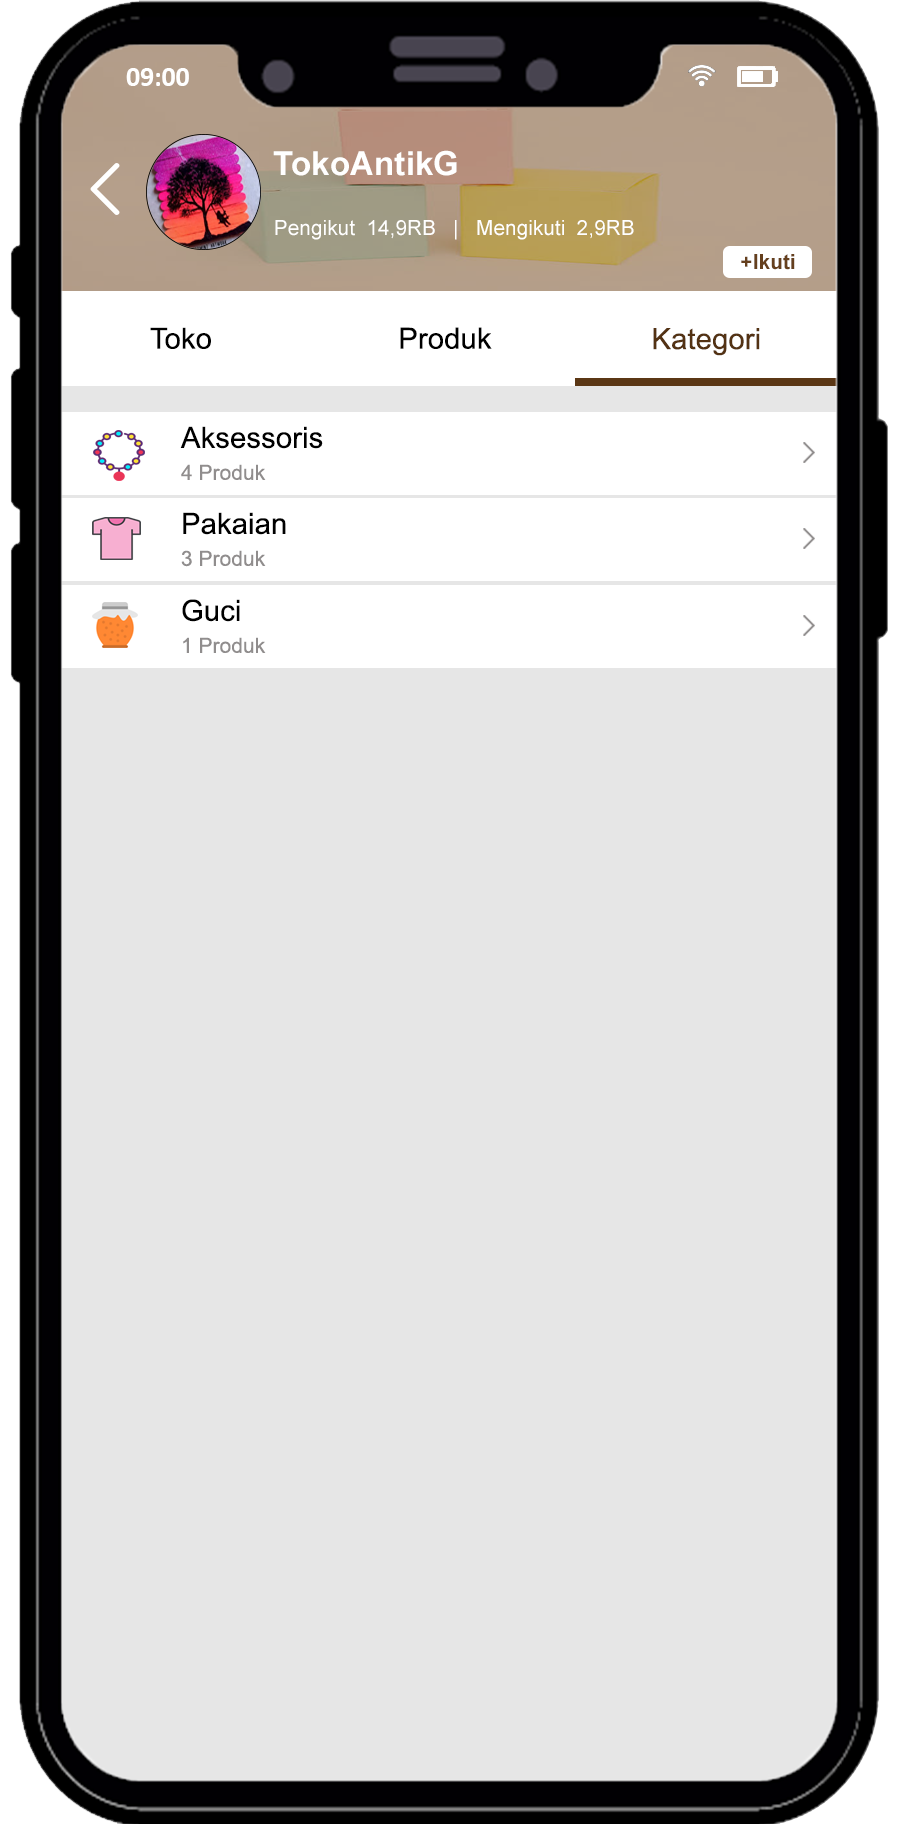 09:00
TokoAntikG
Pengikut 14,9RB | Mengikuti 2,9RB
+Ikuti
Toko Produk Kategori
Aksessoris
4 Produk
Pakaian
3 Produk
Guci
1 Produk